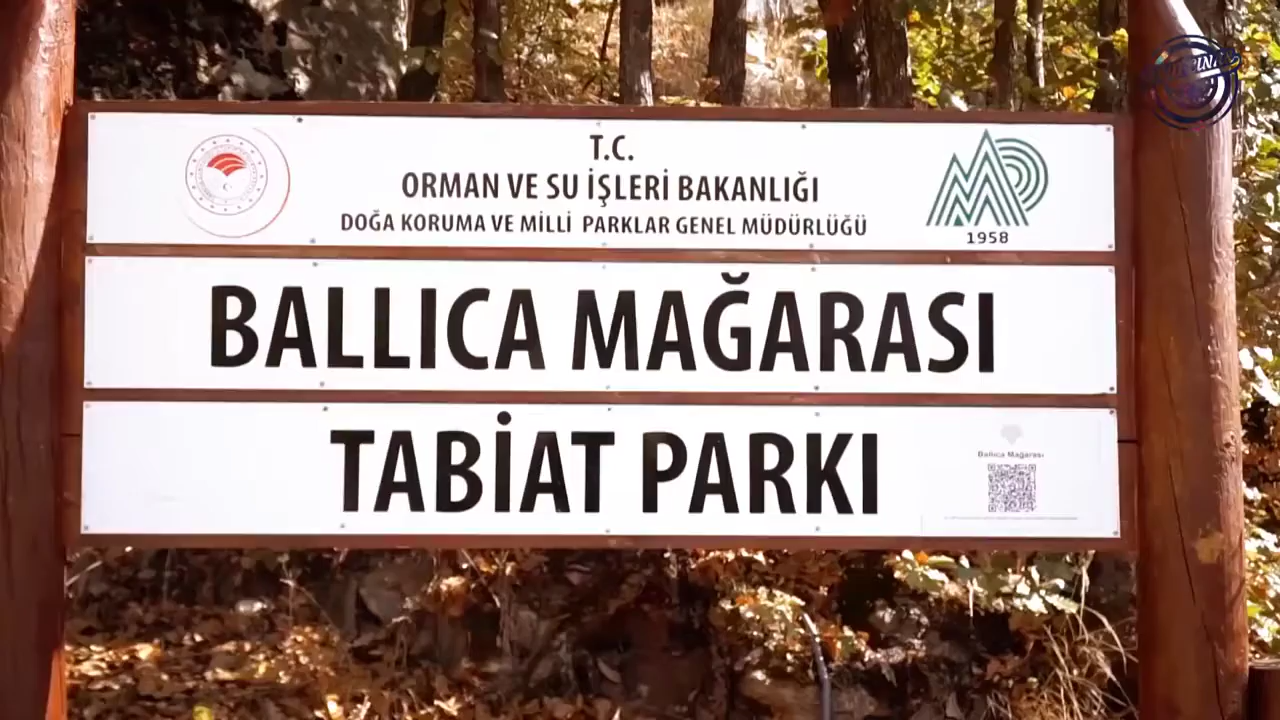 T.C.
ORMAN VE SU İŞLERİ BAKANLIĞI
DOĞA KORUMA VE MİLLİ PARKLAR GENEL MÜDÜRLÜĞÜ
1958
BALLICA MAĞARASI
TABİAT PARKI
Ballıca Mağarası